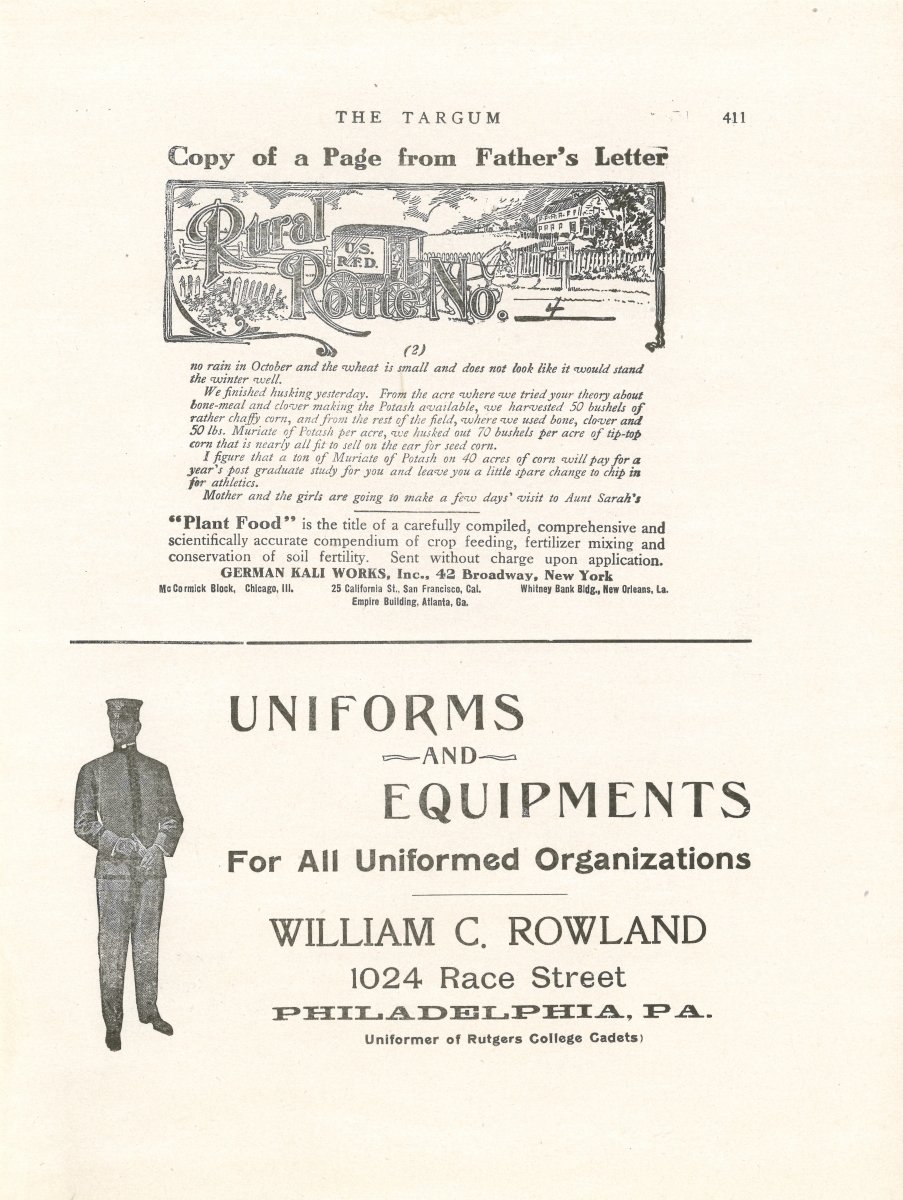 THE TARGUM 411
Copy of a Page from Father's Letter
Rural
U.S.
R.F.D.
Route No. 4
(2)
no rain in October and the wheat is small and does not look like it would stand
the winter well.
We finished husking yesterday. From the acre where we tried your theory about
bone-meal and clover making the Potash available, we harvested 50 bushels of
rather chaffy corn, and from the rest of the field, where we used bone, clover and
50 lbs. Muriate of Potash per acre, we husked out 70 bushels per acre of tip-top
corn that is nearly all fit to sell on the ear for seed corn.
I figure that a ton of Muriate of Potash on 40 acres of corn will pay for a
year's post graduate study for you and leave you a little spare change to chip in
for athletics.
Mother and the girls are going to make a few days' visit to Aunt Sarah's
"Plant Food" is the title of a carefully compiled, comprehensive and
scientifically accurate compendium of crop feeding, fertilizer mixing and
conservation of soil fertility. Sent without charge upon application.
GERMAN KALI WORKS, Inc., 42 Broadway, New York
McCormick Block, Chicago, Ill. 25 California St., San Francisco, Cal. Whitney Bank Bldg., New Orleans, La.
Empire Building, Atlanta, Ga.
UNIFORMS
AND
EQUIPMENTS
For All Uniformed Organizations
WILLIAM C. ROWLAND
1024 Race Street
PHILADELPHIA, PA.
Uniformer of Rutgers College Cadets)